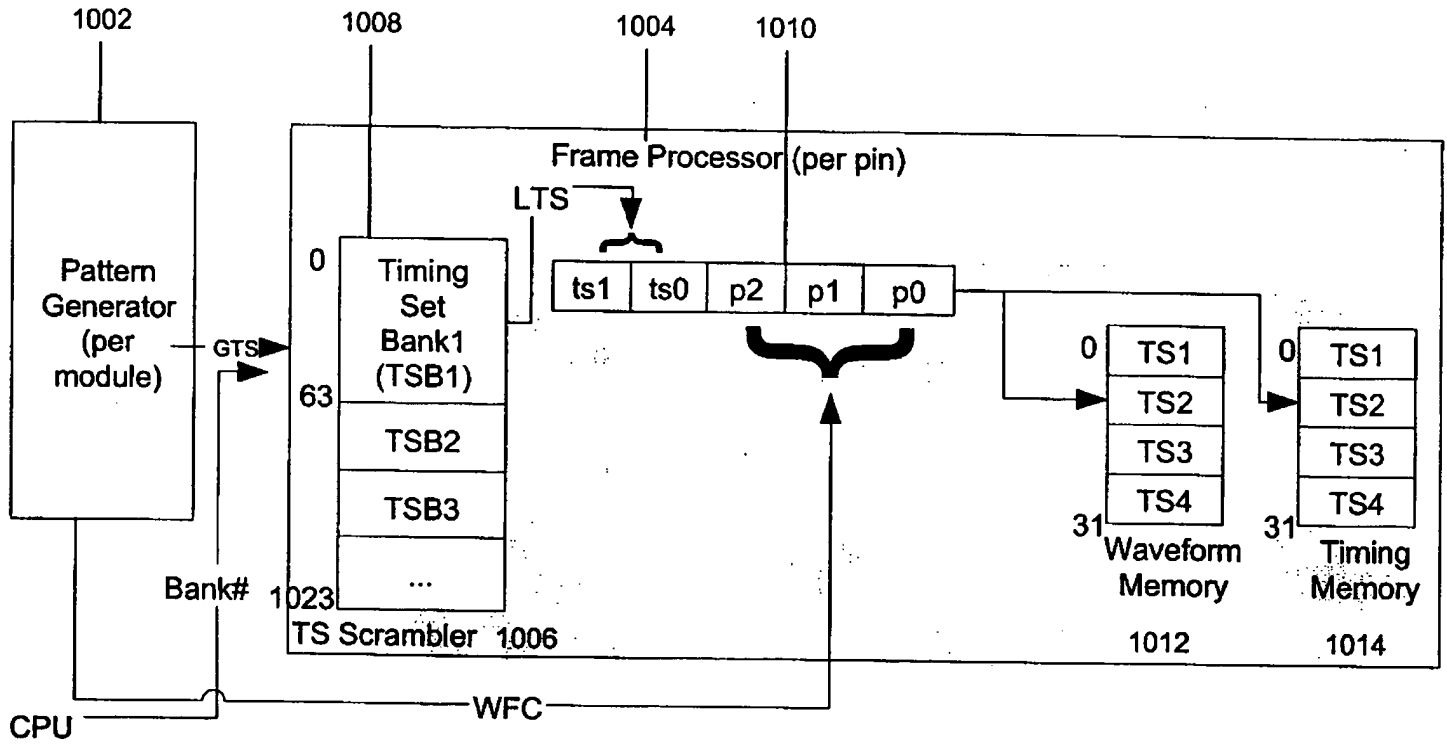 1002
1008
1004
1010
Frame Processor (per pin)
LTS
Pattern
Generator
(per
module)
GTS
0
Timing
Set
Bank1
(TSB1)
63
TSB2
TSB3
...
1023
TS Scrambler 1006
ts1 ts0 p2 p1 p0
0
TS1
TS2
TS3
TS4
31
Waveform
Memory
1012
0
TS1
TS2
TS3
TS4
31
Timing
Memory
1014
Bank#
WFC
CPU